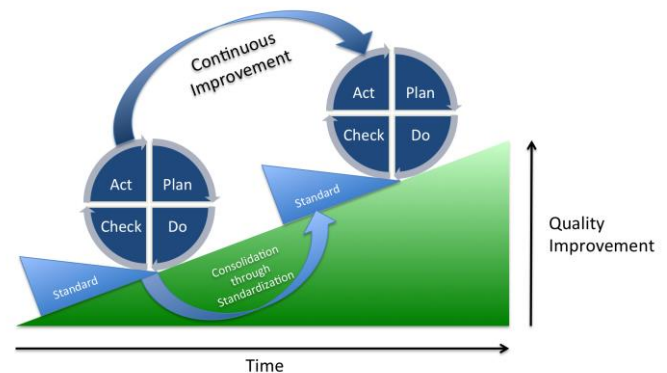 Continuous
Improvement
Act
Plan
Check
Do
Act
Plan
Check
Do
Standard
Standard
Consolidation
through
Standardization
Quality
Improvement
Time